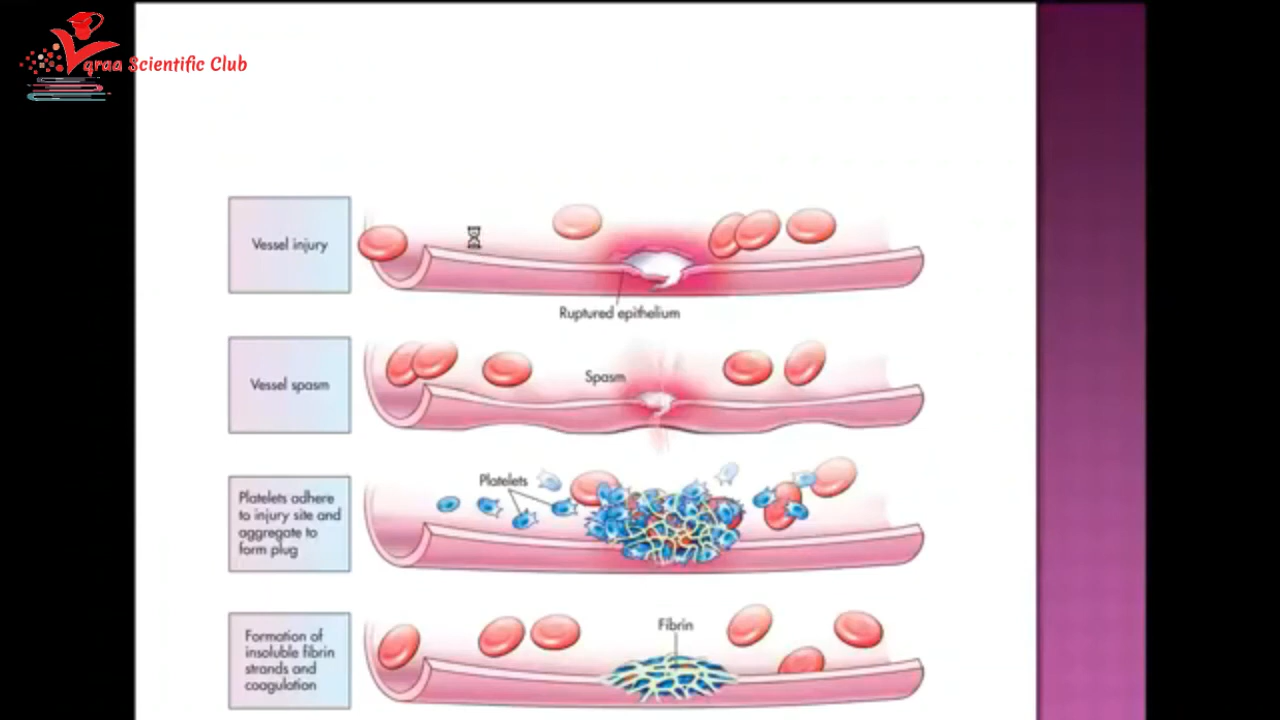 qraa Scientific Club
Vessel injury
Ruptured epithelium
Vessel spasm
Spasm
Platelets adhere
to injury site and
aggregate to
form plug
Platelets
Formation of
insoluble fibrin
strands and
coagulation
Fibrin